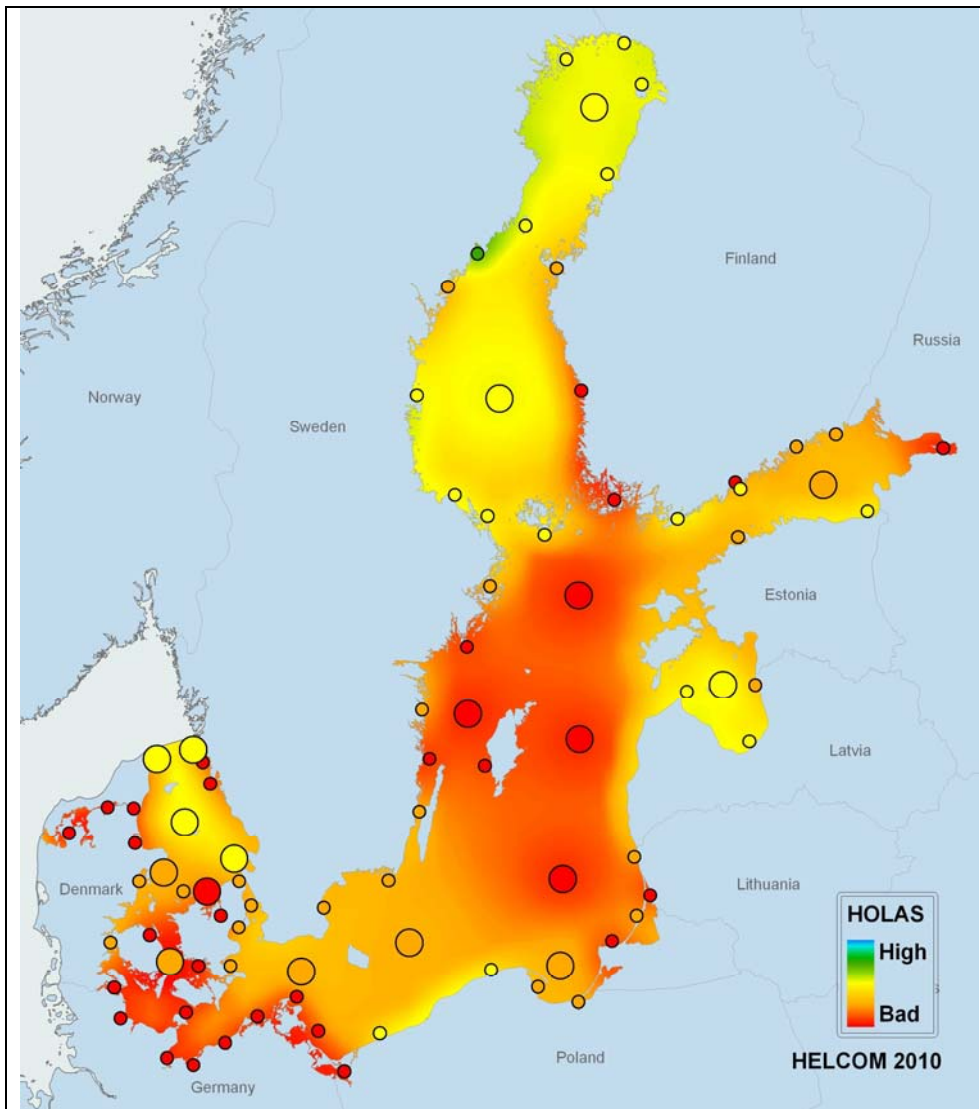 Finland
Russia
Norway
Sweden
Estonia
Latvia
Denmark
Lithuania
HOLAS
High
Bad
HELCOM 2010
Poland
Germany